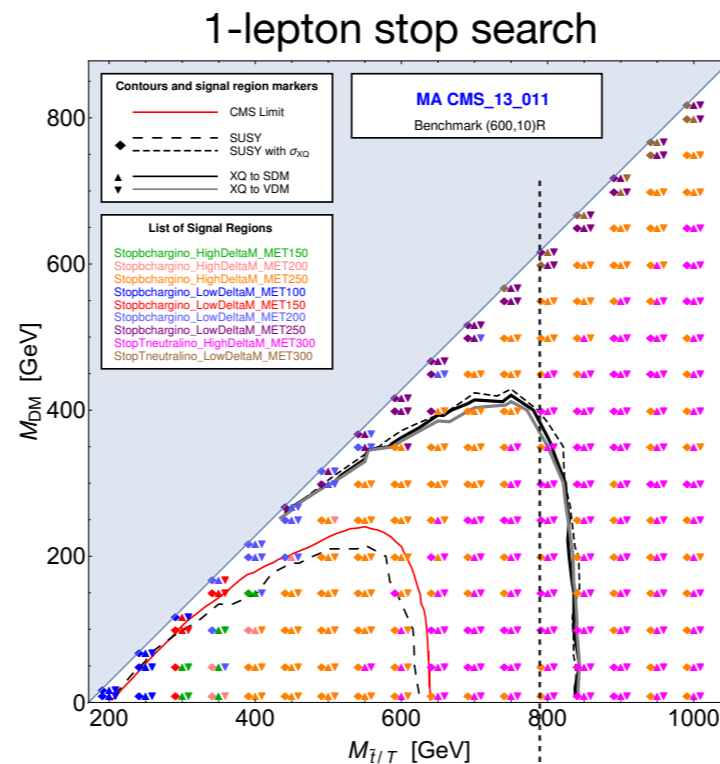 1-lepton stop search
Contours and signal region markers
CMS Limit
SUSY
SUSY with σXQ
XQ to SDM
XQ to VDM
MA CMS_13_011
Benchmark (600,10)R
List of Signal Regions
Stopbchargino_HighDeltaM_MET150
Stopbchargino_HighDeltaM_MET200
Stopbchargino_HighDeltaM_MET250
Stopbchargino_LowDeltaM_MET100
Stopbchargino_LowDeltaM_MET150
Stopbchargino_LowDeltaM_MET200
Stopbchargino_LowDeltaM_MET250
StopTneutralino_HighDeltaM_MET300
StopTneutralino_LowDeltaM_MET300
MDM [GeV]
800
600
400
200
0
200 400 600 800 1000
Mt̃/T [GeV]